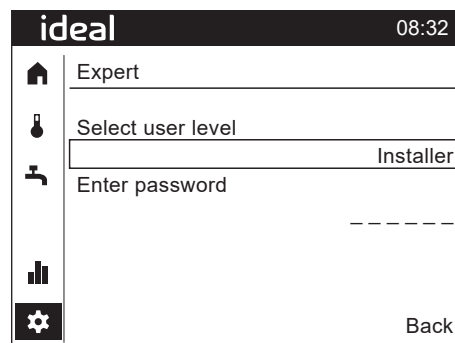 ideal 08:32
Expert
Select user level
Installer
Enter password
_ _ _ _ _ _
Back